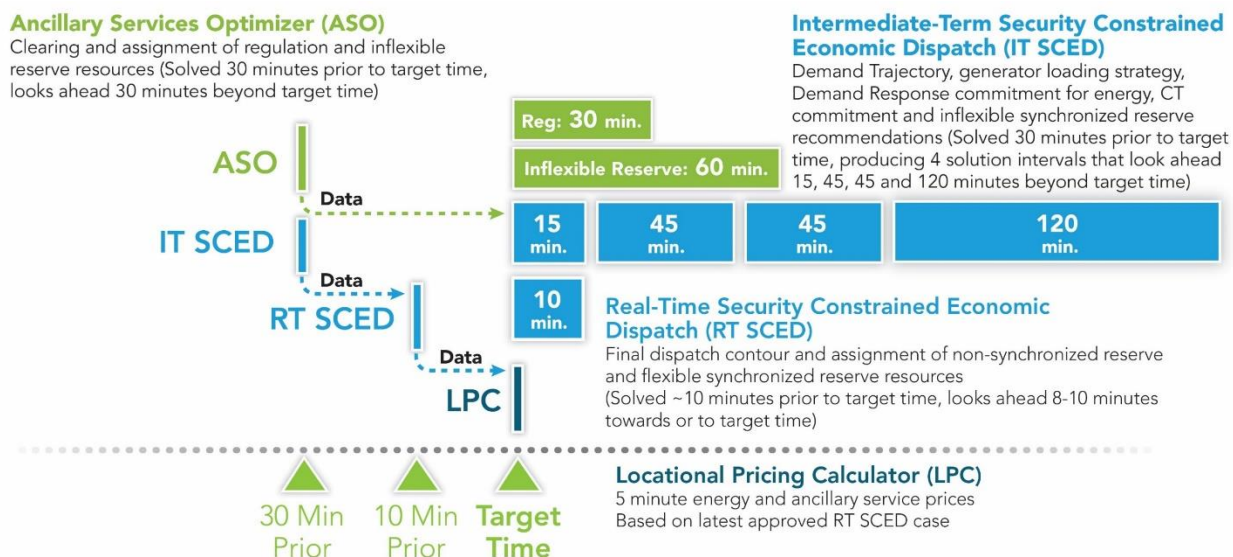 Ancillary Services Optimizer (ASO)
Clearing and assignment of regulation and inflexible
reserve resources (Solved 30 minutes prior to target time,
looks ahead 30 minutes beyond target time)
Intermediate-Term Security Constrained
Economic Dispatch (IT SCED)
Demand Trajectory, generator loading strategy,
Demand Response commitment for energy, CT
commitment and inflexible synchronized reserve
recommendations (Solved 30 minutes prior to target
time, producing 4 solution intervals that look ahead
15, 45, 45 and 120 minutes beyond target time)
Reg: 30 min.
ASO
Inflexible Reserve: 60 min.
Data
IT SCED
15
min.
45
min.
45
min.
120
min.
Data
RT SCED
10
min.
Real-Time Security Constrained Economic
Dispatch (RT SCED)
Final dispatch contour and assignment of non-synchronized reserve
and flexible synchronized reserve resources
(Solved ~10 minutes prior to target time, looks ahead 8-10 minutes
towards or to target time)
Data
LPC
30 Min
Prior
10 Min
Prior
Target
Time
Locational Pricing Calculator (LPC)
5 minute energy and ancillary service prices
Based on latest approved RT SCED case